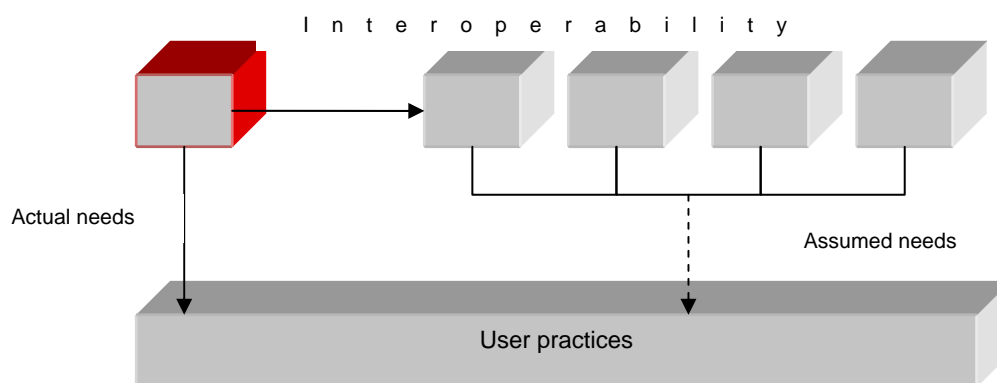 I n t e r o p e r a b i l i t y
Actual needs
Assumed needs
User practices